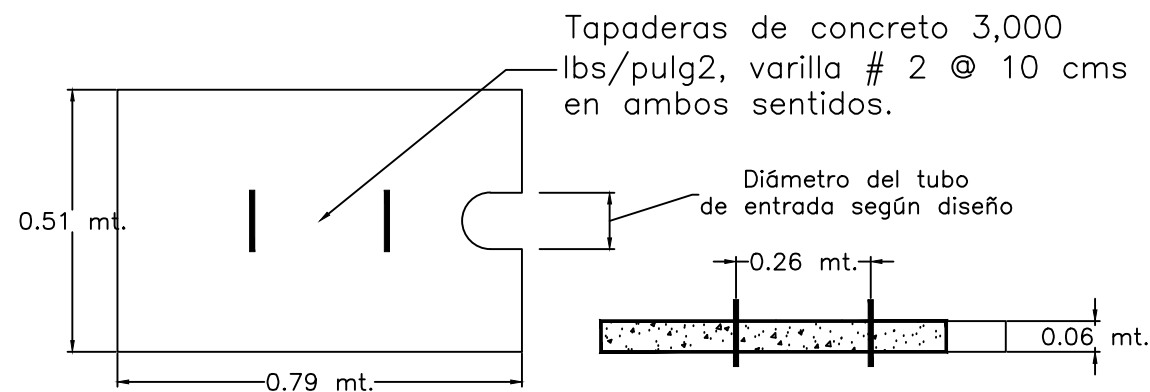 Tapaderas de concreto 3,000
lbs/pulg2, varilla # 2 @ 10 cms
en ambos sentidos.
Diámetro del tubo
de entrada según diseño
0.51 mt.
0.26 mt.
0.06 mt.
0.79 mt.